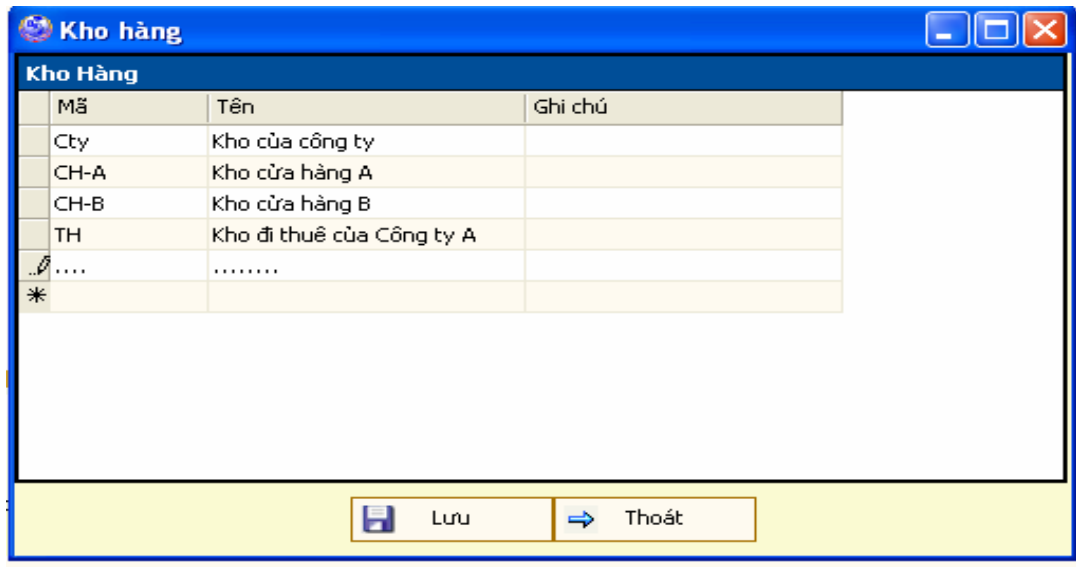 Kho hàng
Kho Hàng
Mã Tên Ghi chú
Cty Kho của công ty
CH-A Kho cửa hàng A
CH-B Kho cửa hàng B
TH Kho đi thuê của Công ty A
.... ........
Lưu Thoát